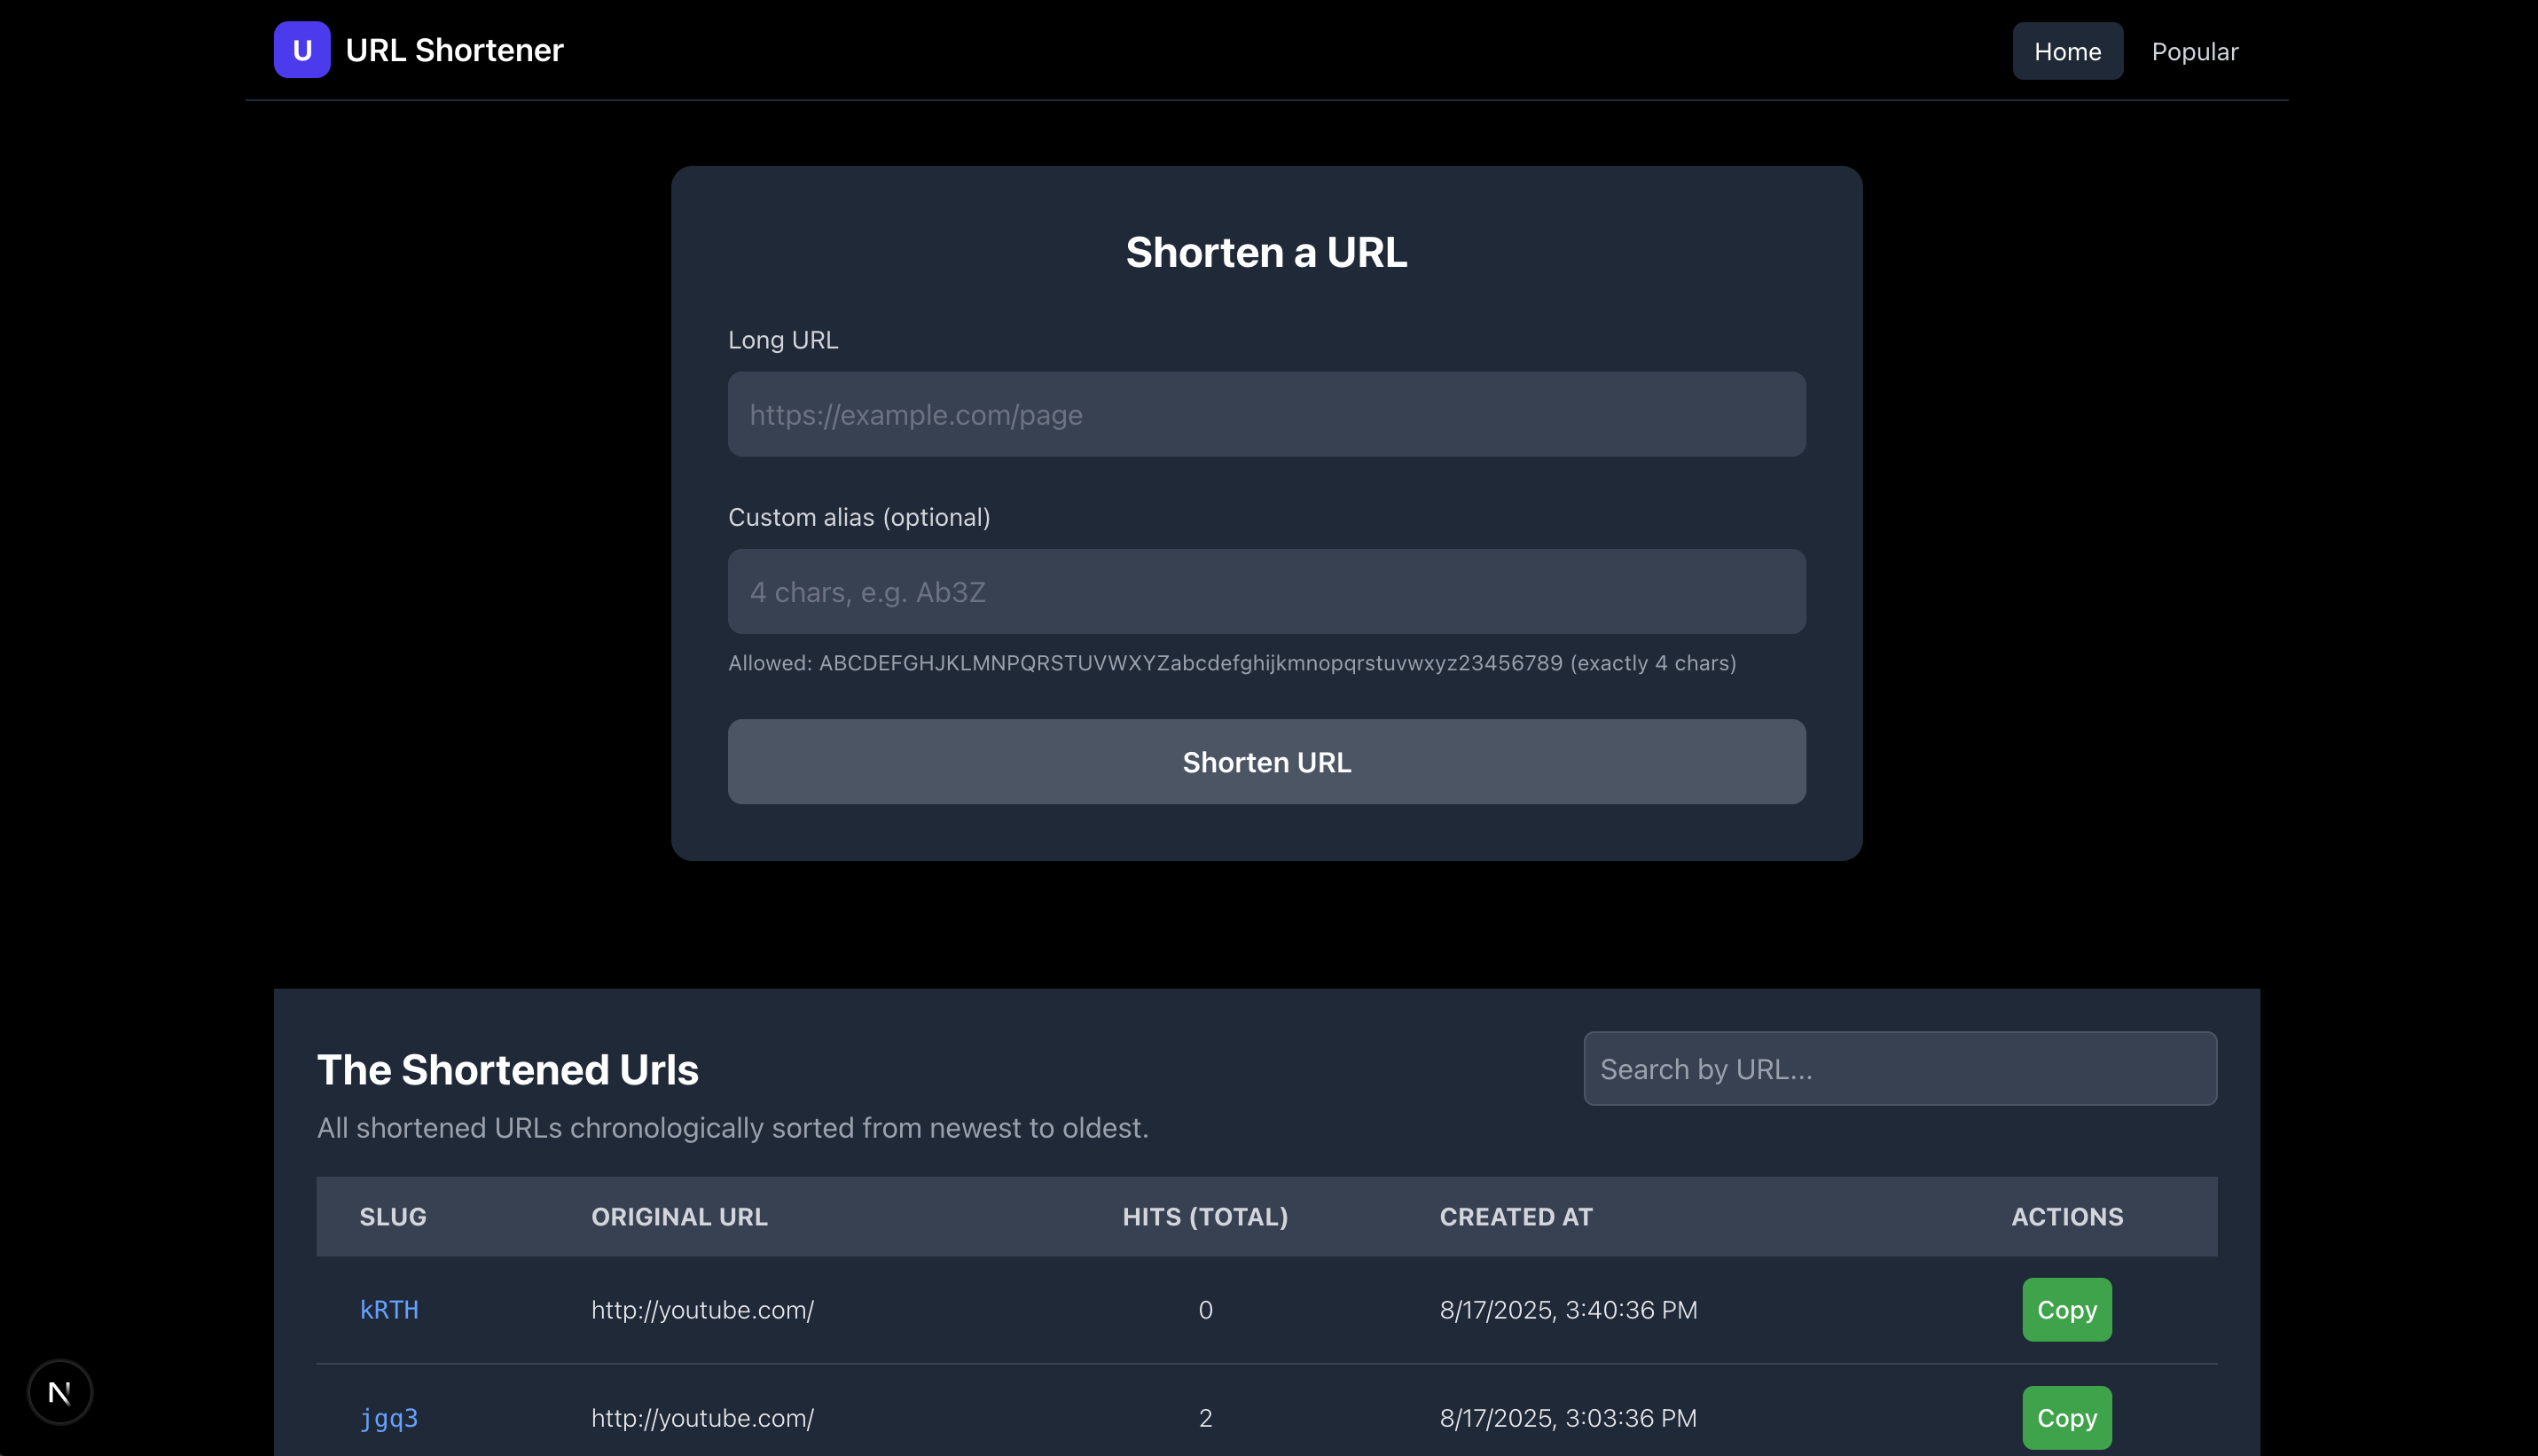 U URL Shortener Home Popular
Shorten a URL
Long URL
https://example.com/page
Custom alias (optional)
4 chars, e.g. Ab3Z
Allowed: ABCDEFGHJKLMNPQRSTUVWXYZabcdefghijkmnopqrstuvwxyz23456789 (exactly 4 chars)
Shorten URL
The Shortened Urls
Search by URL...
All shortened URLs chronologically sorted from newest to oldest.
SLUG ORIGINAL URL HITS (TOTAL) CREATED AT ACTIONS
kRTH http://youtube.com/ 0 8/17/2025, 3:40:36 PM Copy
jgq3 http://youtube.com/ 2 8/17/2025, 3:03:36 PM Copy
N